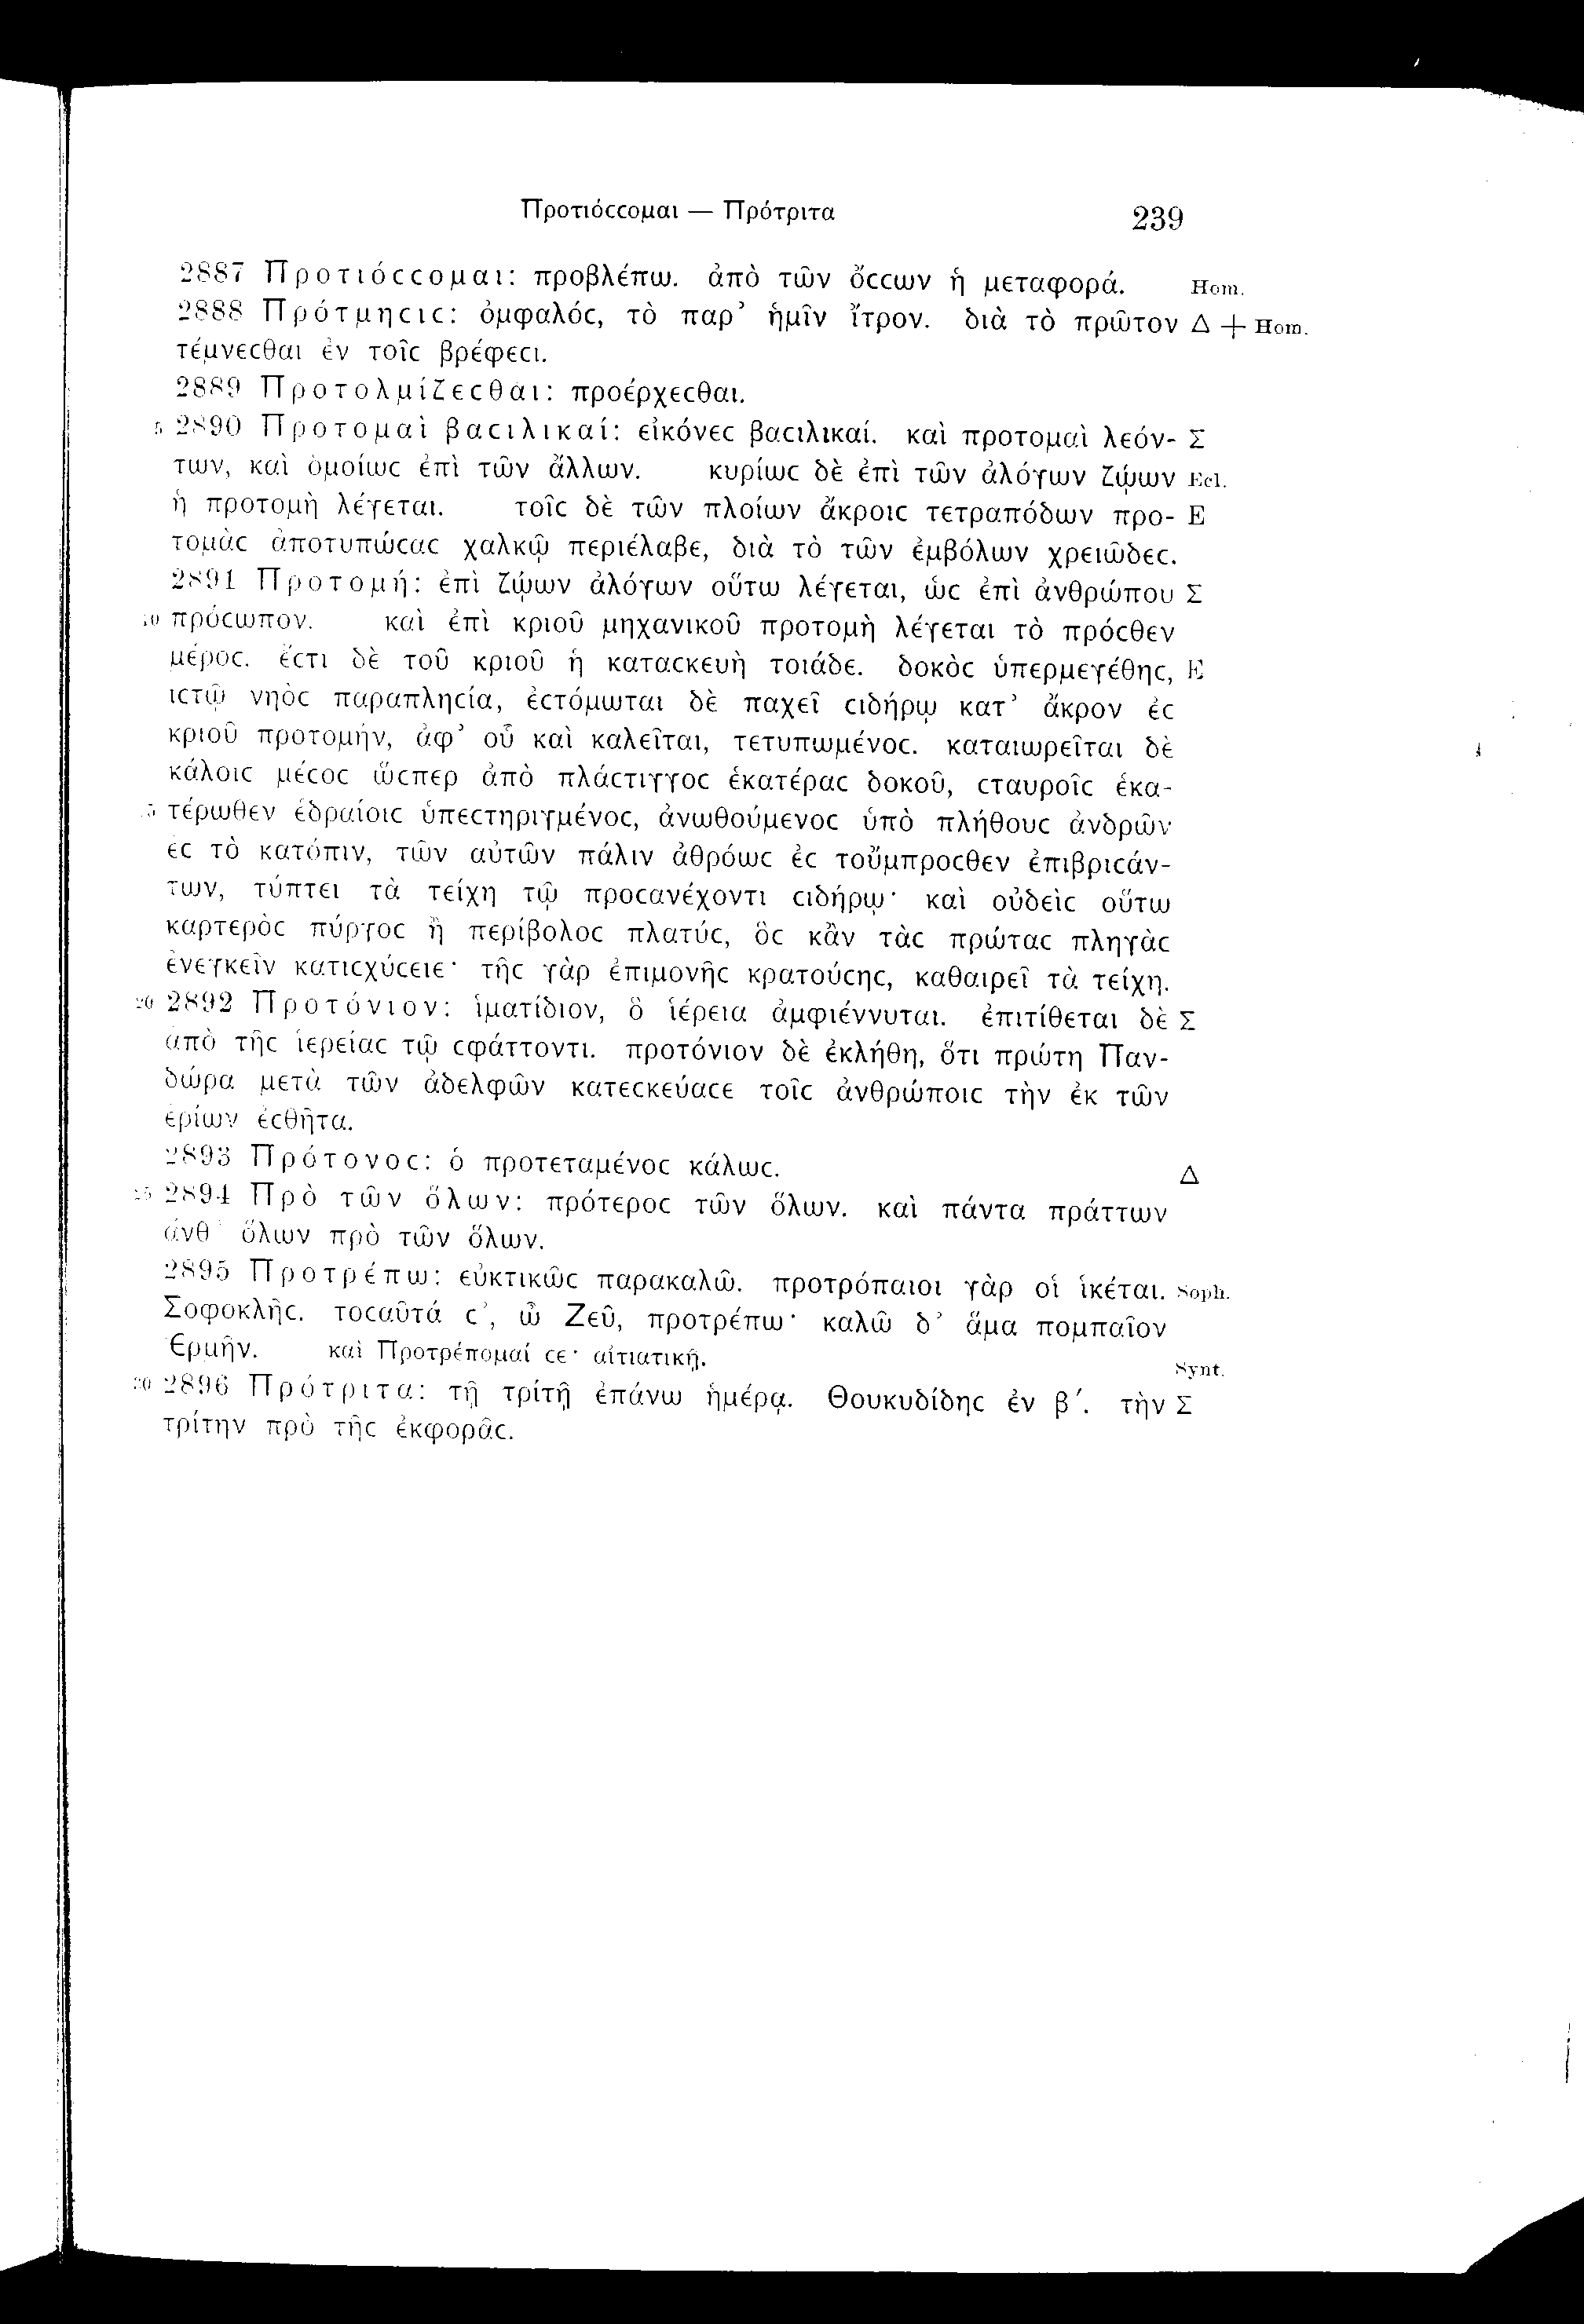 Προτιόϲϲομαι — Πρότριτα 239
2887 Προτιόϲϲομαι: προβλέπω. ἀπὸ τῶν ὄϲϲων ἡ μεταφορά. Hom.
2888 Πρότμηϲιϲ: ὀμφαλόϲ, τὸ παρ’ ἡμῖν ἴτρον. διὰ τὸ πρῶτον Δ + Hom.
τέμνεϲθαι ἐν τοῖϲ βρέφεϲι.
2889 Προτολμίζεϲθαι: προέρχεϲθαι.
5 2890 Προτομαὶ βαϲιλικαί: εἰκόνεϲ βαϲιλικαί. καὶ προτομαὶ λεόν- Σ
των, καὶ ὁμοίωϲ ἐπὶ τῶν ἄλλων. κυρίωϲ δὲ ἐπὶ τῶν ἀλόγων ζῴων Ecl.
ἡ προτομὴ λέγεται. τοῖϲ δὲ τῶν πλοίων ἄκροιϲ τετραπόδων προ- E
τομὰϲ ἀποτυπώϲαϲ χαλκῷ περιέλαβε, διὰ τὸ τῶν ἐμβόλων χρειῶδεϲ.
2891 Προτομή: ἐπὶ ζῴων ἀλόγων οὕτω λέγεται, ὡϲ ἐπὶ ἀνθρώπου Σ
10 πρόϲωπον. καὶ ἐπὶ κριοῦ μηχανικοῦ προτομὴ λέγεται τὸ πρόϲθεν
μέροϲ. ἔϲτι δὲ τοῦ κριοῦ ἡ καταϲκευὴ τοιάδε. δοκὸϲ ὑπερμεγέθηϲ, E
ἱϲτῷ νηὸϲ παραπληϲία, ἐϲτόμωται δὲ παχεῖ ϲιδήρῳ κατ’ ἄκρον ἐϲ
κριοῦ προτομήν, ἀφ’ οὗ καὶ καλεῖται, τετυπωμένοϲ. καταιωρεῖται δὲ
κάλοιϲ μέϲοϲ ὥϲπερ ἀπὸ πλάϲτιγγοϲ ἑκατέραϲ δοκοῦ, ϲταυροῖϲ ἑκα-
5 τέρωθεν ἑδραίοιϲ ὑπεϲτηριγμένοϲ, ἀνωθούμενοϲ ὑπὸ πλήθουϲ ἀνδρῶν
ἐϲ τὸ κατόπιν, τῶν αὐτῶν πάλιν ἀθρόωϲ ἐϲ τοὔμπροϲθεν ἐπιβριϲάν-
των, τύπτει τὰ τείχη τῷ προϲανέχοντι ϲιδήρῳ· καὶ οὐδεὶϲ οὕτω
καρτερὸϲ πύργοϲ ἢ περίβολοϲ πλατύϲ, ὃϲ κἂν τὰϲ πρώταϲ πληγὰϲ
ἐνεγκεῖν κατιϲχύϲειε· τῆϲ γὰρ ἐπιμονῆϲ κρατούϲηϲ, καθαιρεῖ τὰ τείχη.
20 2892 Προτόνιον: ἱματίδιον, ὃ ἱέρεια ἀμφιέννυται. ἐπιτίθεται δὲ Σ
ἀπὸ τῆϲ ἱερείαϲ τῷ ϲφάττοντι. προτόνιον δὲ ἐκλήθη, ὅτι πρώτη Παν-
δώρα μετὰ τῶν ἀδελφῶν κατεϲκεύαϲε τοῖϲ ἀνθρώποιϲ τὴν ἐκ τῶν
ἐρίων ἐϲθῆτα.
2893 Πρότονοϲ: ὁ προτεταμένοϲ κάλωϲ. Δ
25 2894 Πρὸ τῶν ὅλων: πρότεροϲ τῶν ὅλων. καὶ πάντα πράττων
ἀνθ’ ὅλων πρὸ τῶν ὅλων.
2895 Προτρέπω: εὐκτικῶϲ παρακαλῶ. προτρόπαιοι γὰρ οἱ ἱκέται. Soph.
Σοφοκλῆϲ. τοϲαῦτά ϲ’, ὦ Ζεῦ, προτρέπω· καλῶ δ’ ἅμα πομπαῖον
Ἑρμῆν. καὶ Προτρέπομαί ϲε· αἰτιατικῇ. Synt.
30 2896 Πρότριτα: τῇ τρίτῃ ἐπάνω ἡμέρᾳ. Θουκυδίδηϲ ἐν β´. τὴν Σ
τρίτην πρὸ τῆϲ ἐκφορᾶϲ.